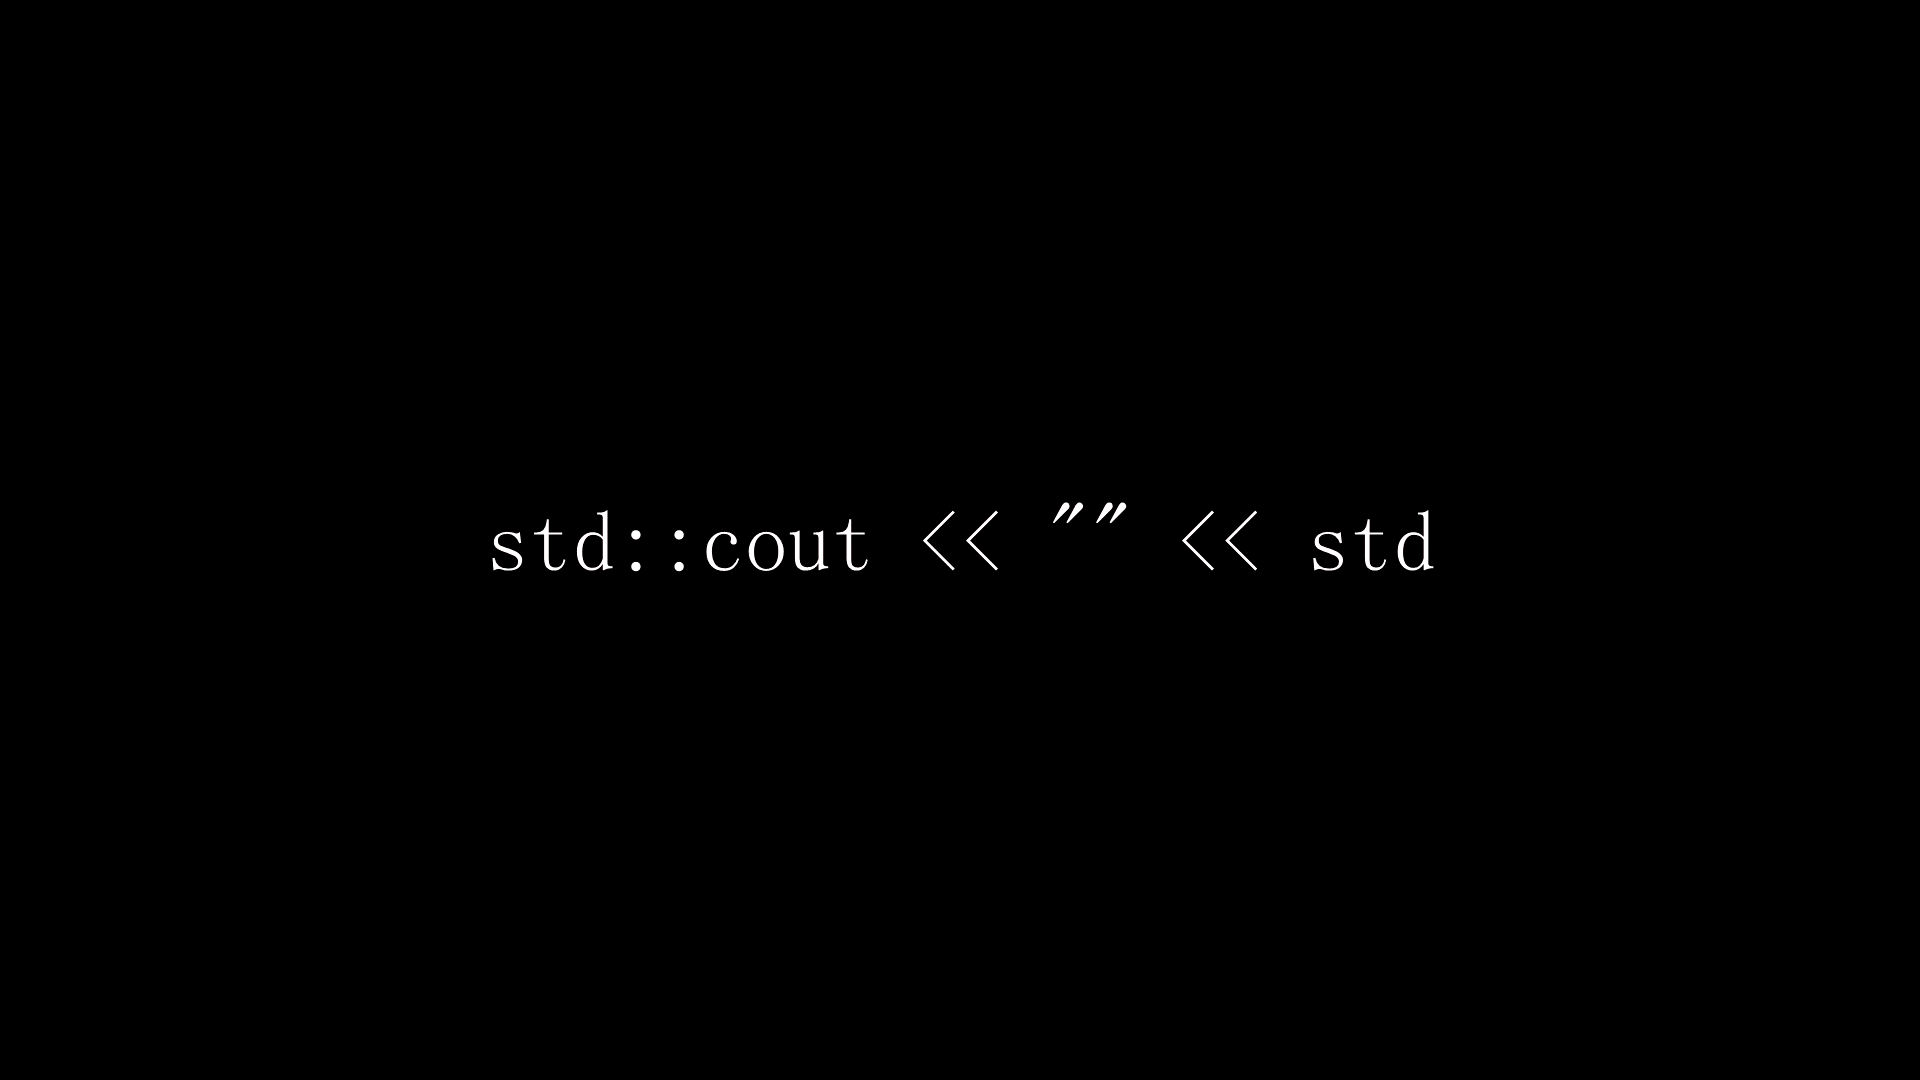 std::cout << "" << std